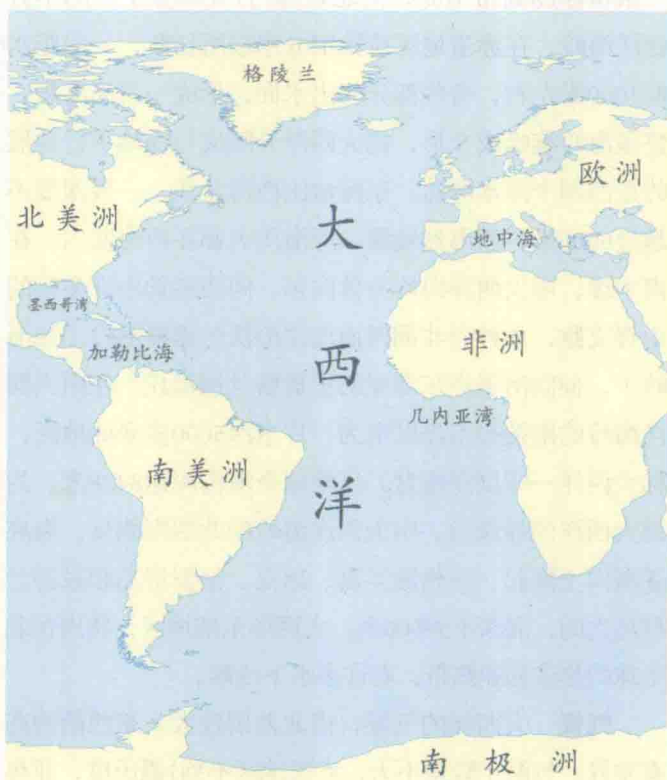 格陵兰
欧洲
北美洲
大西洋
地中海
墨西哥湾
加勒比海
非洲
几内亚湾
南美洲
南极洲